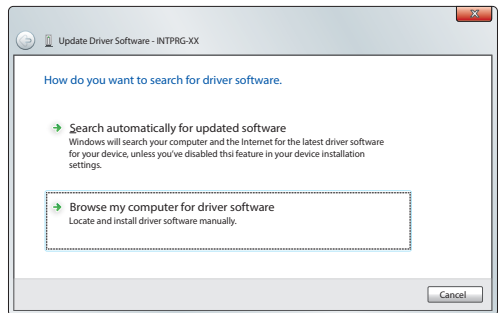 X
Update Driver Software - INTPRG-XX
How do you want to search for driver software.
Search automatically for updated software
Windows will search your computer and the Internet for the latest driver software
for your device, unless you've disabled thsi feature in your device installation
settings.
Browse my computer for driver software
Locate and install driver software manually.
Cancel